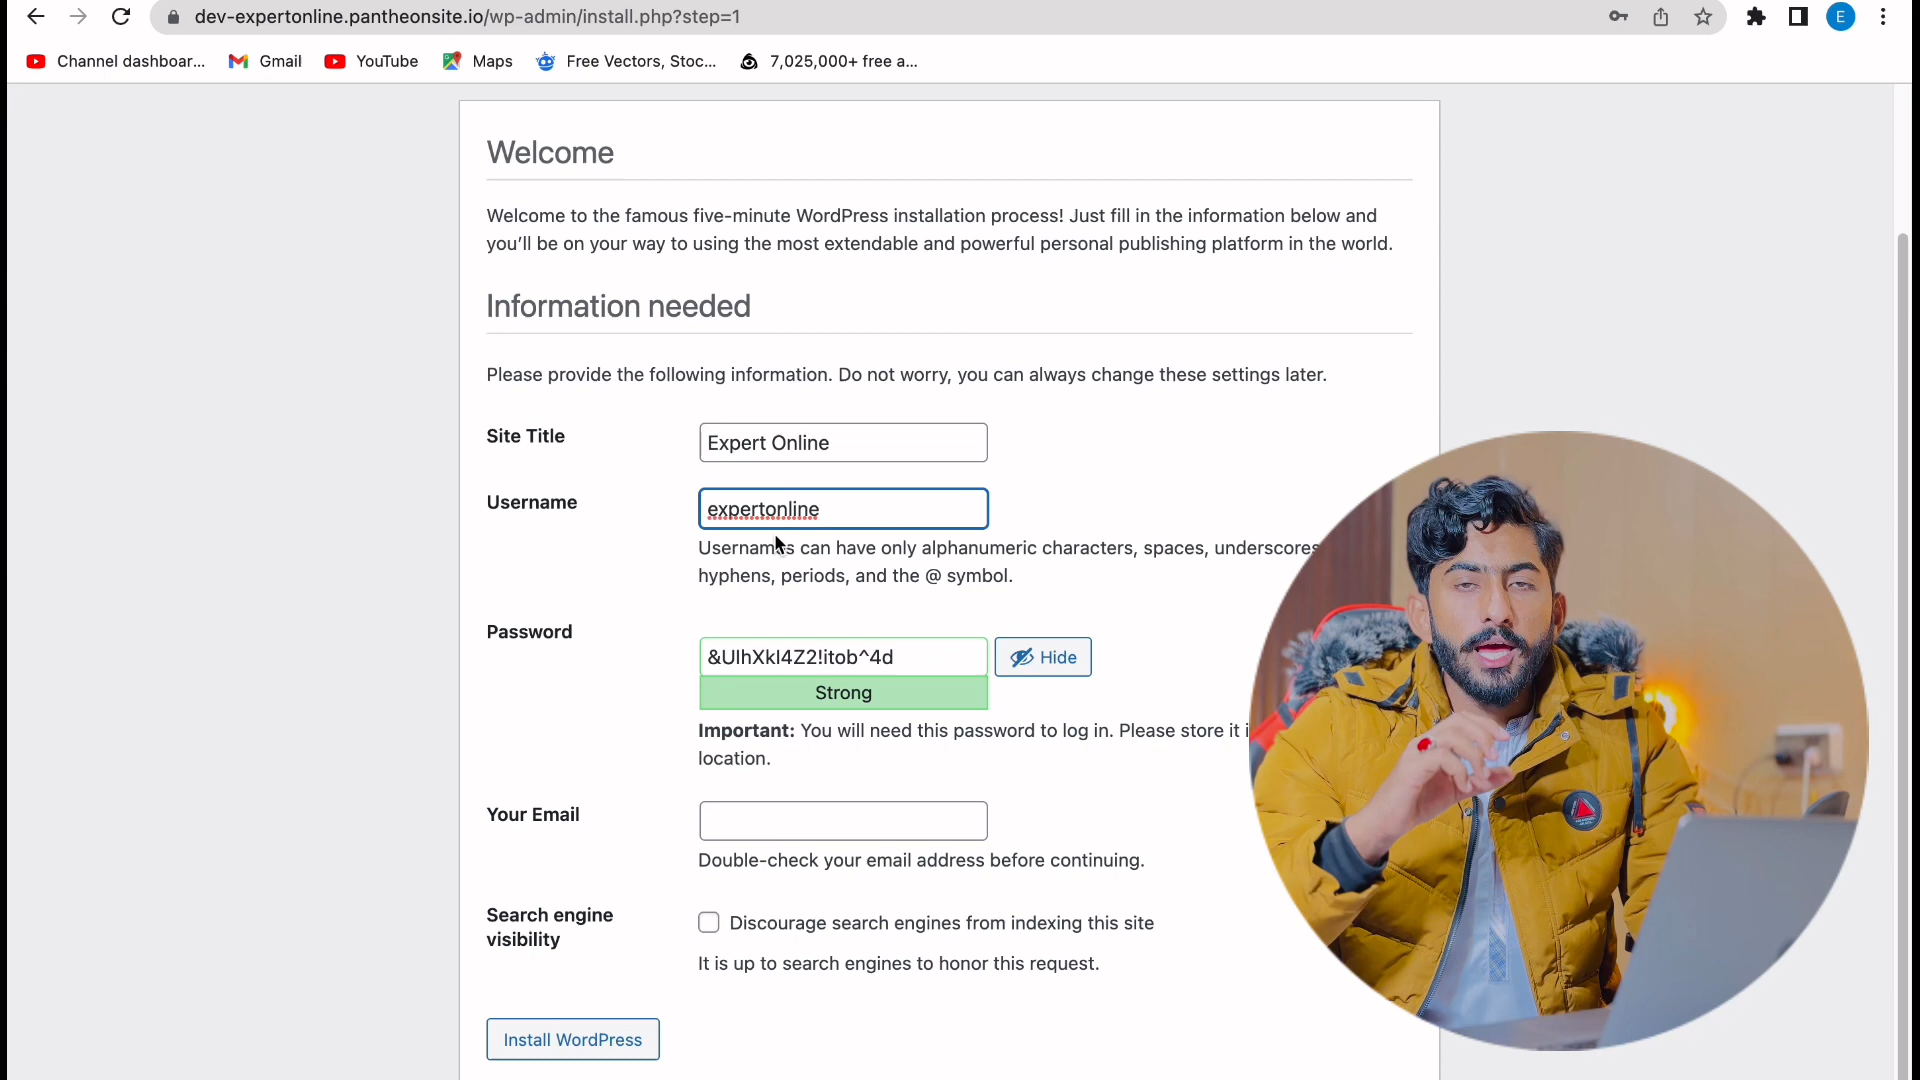 dev-expertonline.pantheonsite.io/wp-admin/install.php?step=1
E
Channel dashboar...
Gmail
YouTube
Maps
Free Vectors, Stoc...
7,025,000+ free a...
Welcome
Welcome to the famous five-minute WordPress installation process! Just fill in the information below and
you’ll be on your way to using the most extendable and powerful personal publishing platform in the world.
Information needed
Please provide the following information. Do not worry, you can always change these settings later.
Site Title
Expert Online
Username
expertonline
Usernames can have only alphanumeric characters, spaces, underscores
hyphens, periods, and the @ symbol.
Password
&UIhXkl4Z2!itob^4d
Hide
Strong
Important: You will need this password to log in. Please store it i
location.
Your Email
Double-check your email address before continuing.
Search engine
visibility
Discourage search engines from indexing this site
It is up to search engines to honor this request.
Install WordPress